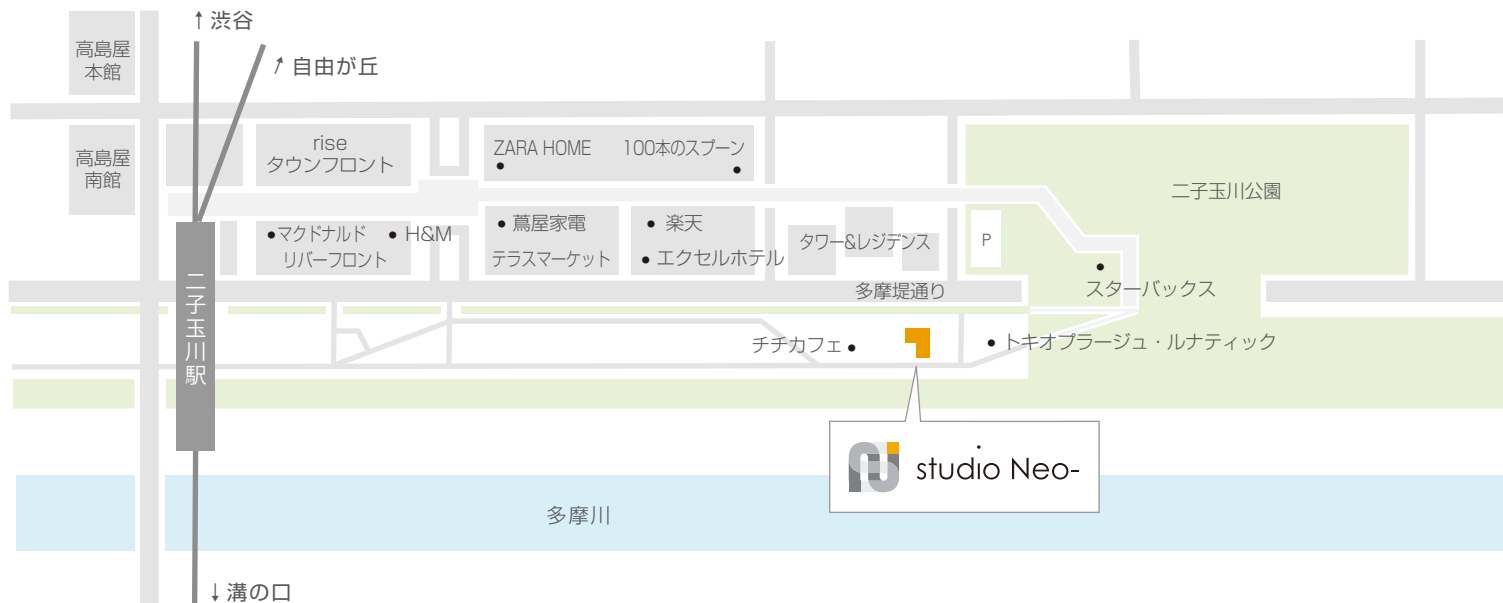 ↑渋谷
高島屋
本館
↑自由が丘
rise
タウンフロント
ZARA HOME
100本のスプーン
高島屋
南館
二子玉川公園
マクドナルド
H&M
リバーフロント
蔦屋家電
テラスマーケット
楽天
エクセルホテル
タワー&レジデンス
P
二子玉川駅
多摩堤通り
スターバックス
チチカフェ
トキオプラージュ・ルナティック
studio Neo-
多摩川
↓溝の口